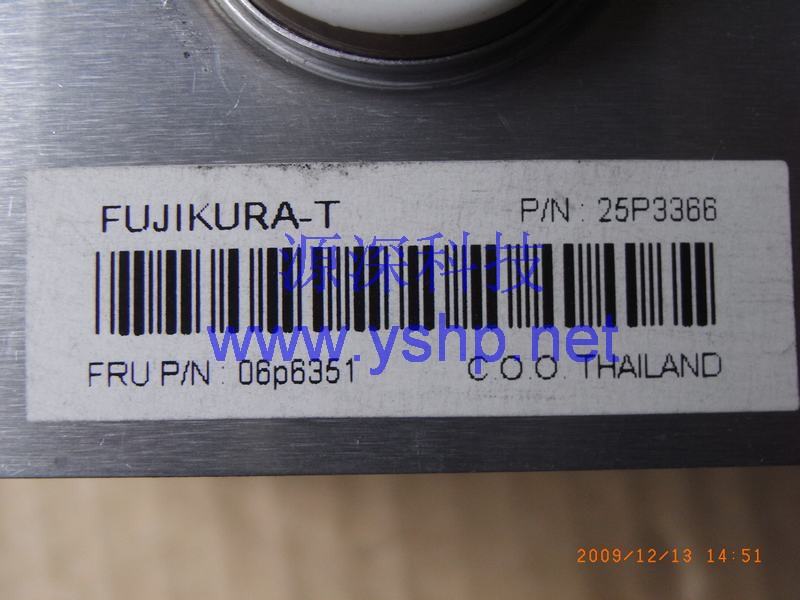 FUJIKURA-T P/N : 25P3366
源深科技
www.yshp.net
FRU P/N : 06p6351 C.O.O. THAILAND
2009/12/13 14:51